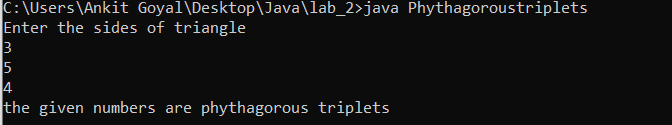 C:\Users\Ankit Goyal\Desktop\Java\lab_2>java Phythagoroustriplets
Enter the sides of triangle
3
5
4
the given numbers are phythagorous triplets